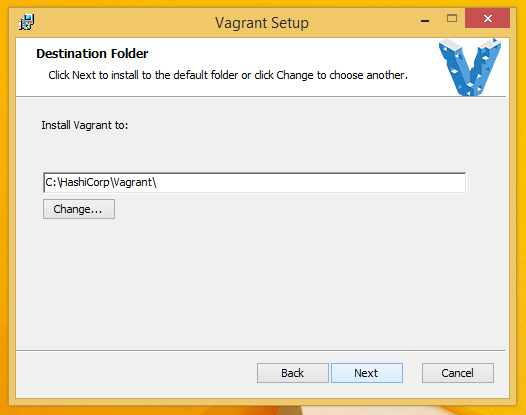 Vagrant Setup
Destination Folder
Click Next to install to the default folder or click Change to choose another.
Install Vagrant to:
C:\HashiCorp\Vagrant\
Change...
Back
Next
Cancel